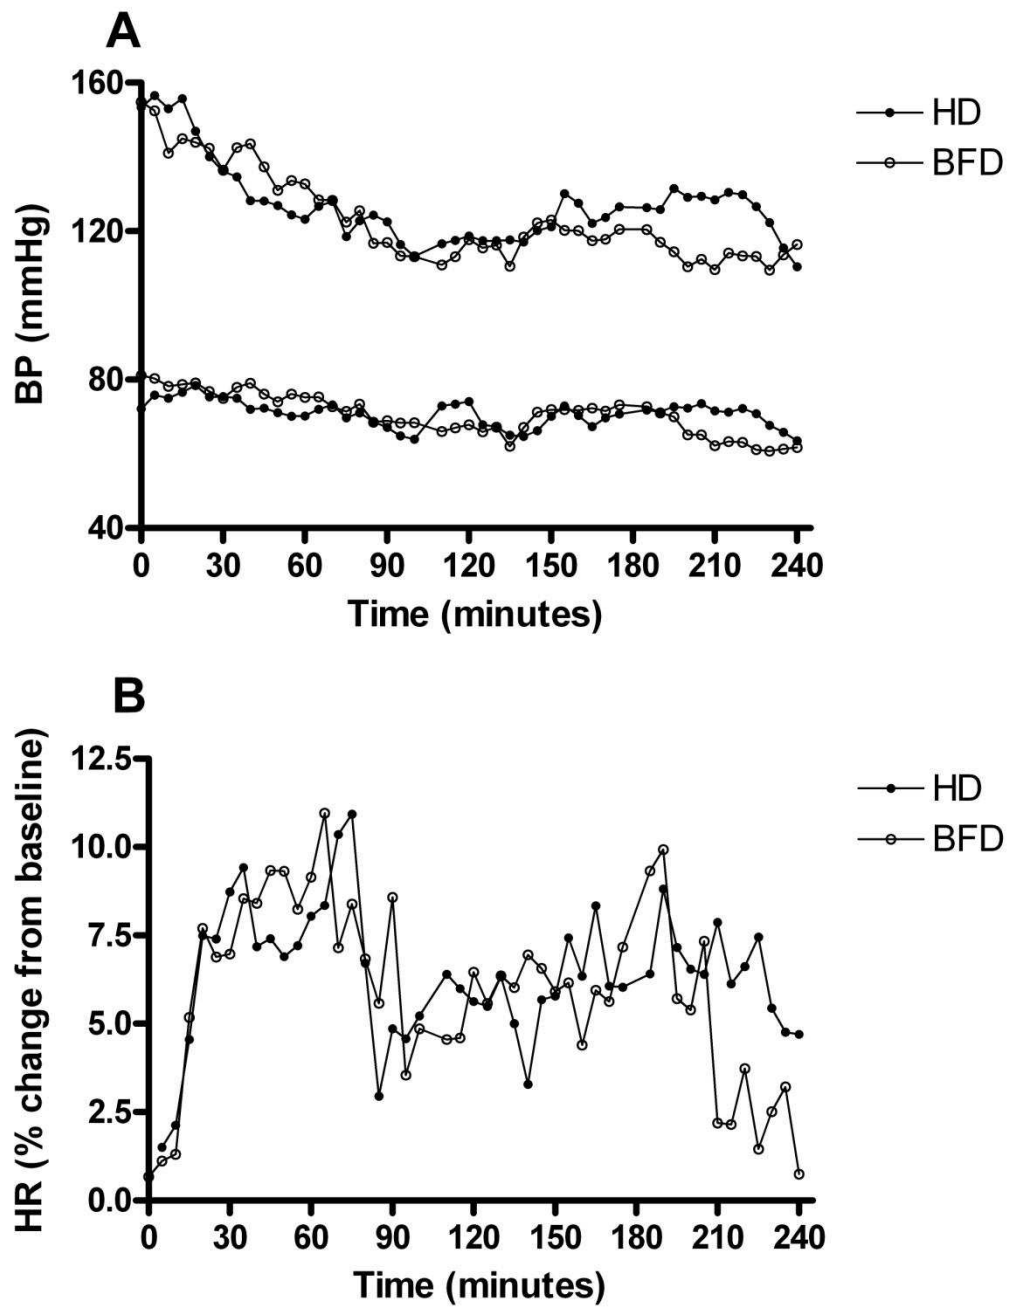 A
160
120
80
40
BP (mmHg)
0 30 60 90 120 150 180 210 240
Time (minutes)
HD
BFD
B
12.5
10.0
7.5
5.0
2.5
0.0
HR (% change from baseline)
0 30 60 90 120 150 180 210 240
Time (minutes)
HD
BFD